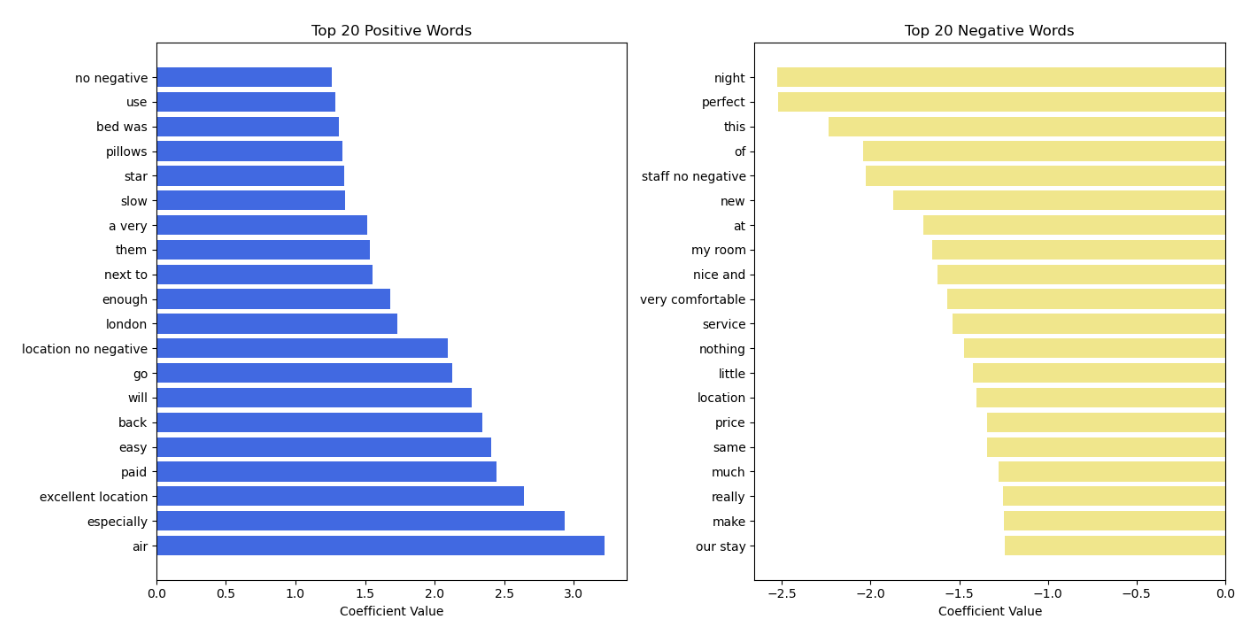 Top 20 Positive Words
no negative
use
bed was
pillows
star
slow
a very
them
next to
enough
london
location no negative
go
will
back
easy
paid
excellent location
especially
air
0.0 0.5 1.0 1.5 2.0 2.5 3.0
Coefficient Value
Top 20 Negative Words
night
perfect
this
of
staff no negative
new
at
my room
nice and
very comfortable
service
nothing
little
location
price
same
much
really
make
our stay
−2.5 −2.0 −1.5 −1.0 −0.5 0.0
Coefficient Value